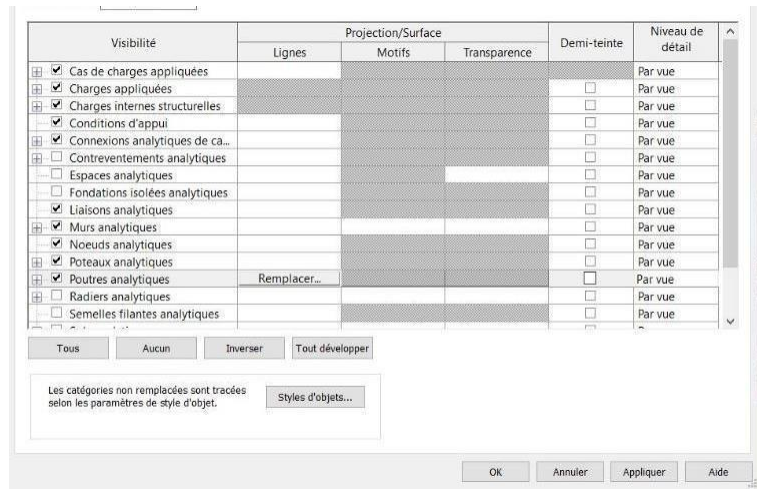 Visibilité Projection/Surface Demi-teinte Niveau de détail
Lignes Motifs Transparence
Cas de charges appliquées Par vue
Charges appliquées Par vue
Charges internes structurelles Par vue
Conditions d'appui Par vue
Connexions analytiques de ca... Par vue
Contreventements analytiques Par vue
Espaces analytiques Par vue
Fondations isolées analytiques Par vue
Liaisons analytiques Par vue
Murs analytiques Par vue
Noeuds analytiques Par vue
Poteaux analytiques Par vue
Poutres analytiques Remplacer... Par vue
Radiers analytiques Par vue
Semelles filantes analytiques Par vue
Tous Aucun Inverser Tout développer
Les catégories non remplacées sont tracées
selon les paramètres de style d'objet.
Styles d'objets...
OK Annuler Appliquer Aide